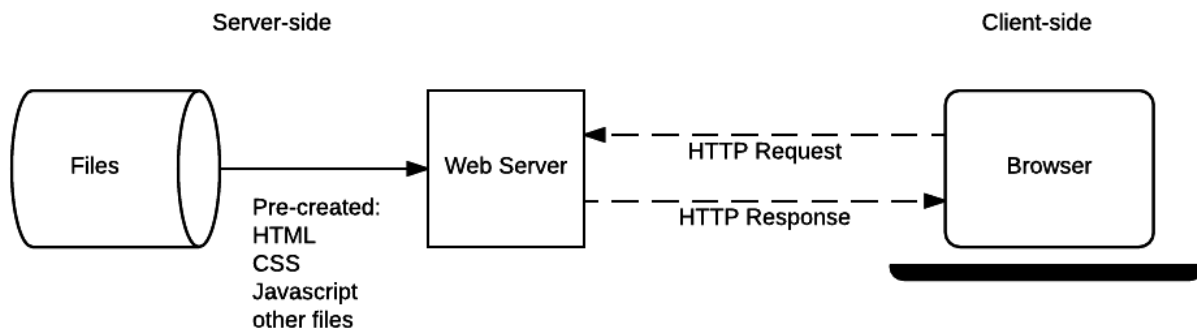 Server-side
Client-side
Files
Web Server
HTTP Request
Browser
HTTP Response
Pre-created:
HTML
CSS
Javascript
other files